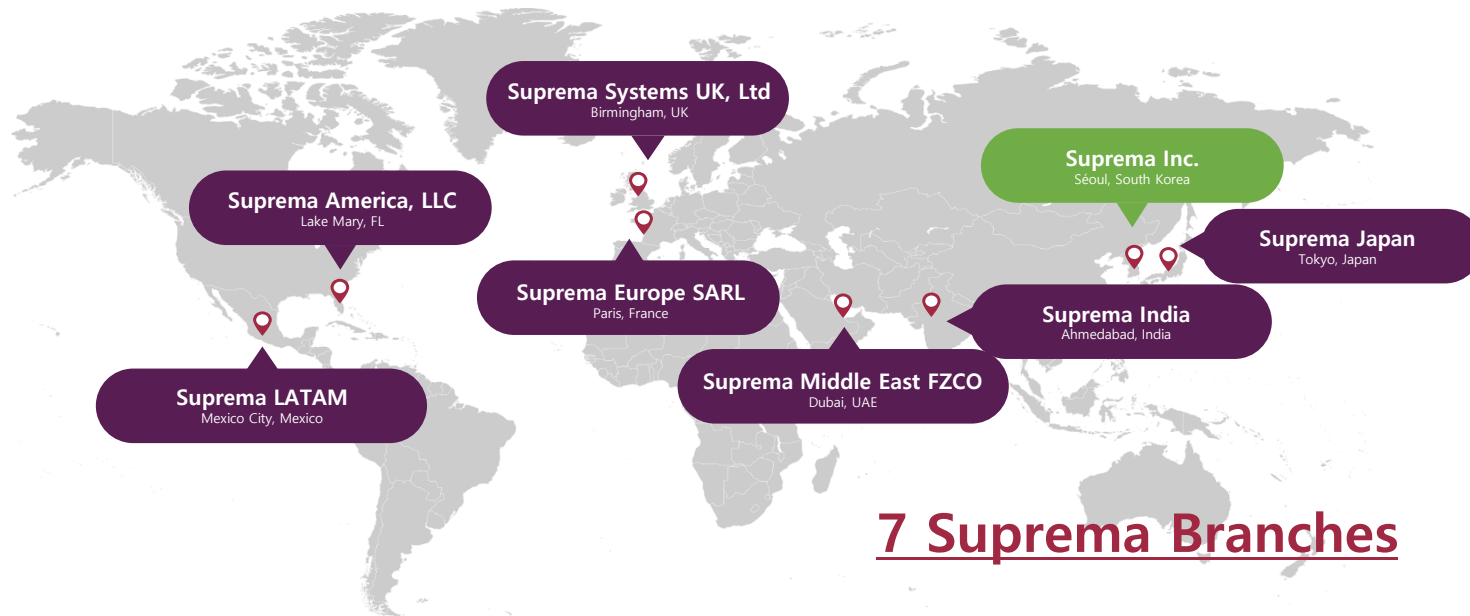 Suprema Systems UK, Ltd
Birmingham, UK
Suprema Inc.
Séoul, South Korea
Suprema America, LLC
Lake Mary, FL
Suprema Japan
Tokyo, Japan
Suprema Europe SARL
Paris, France
Suprema India
Ahmedabad, India
Suprema Middle East FZCO
Dubai, UAE
Suprema LATAM
Mexico City, Mexico
7 Suprema Branches